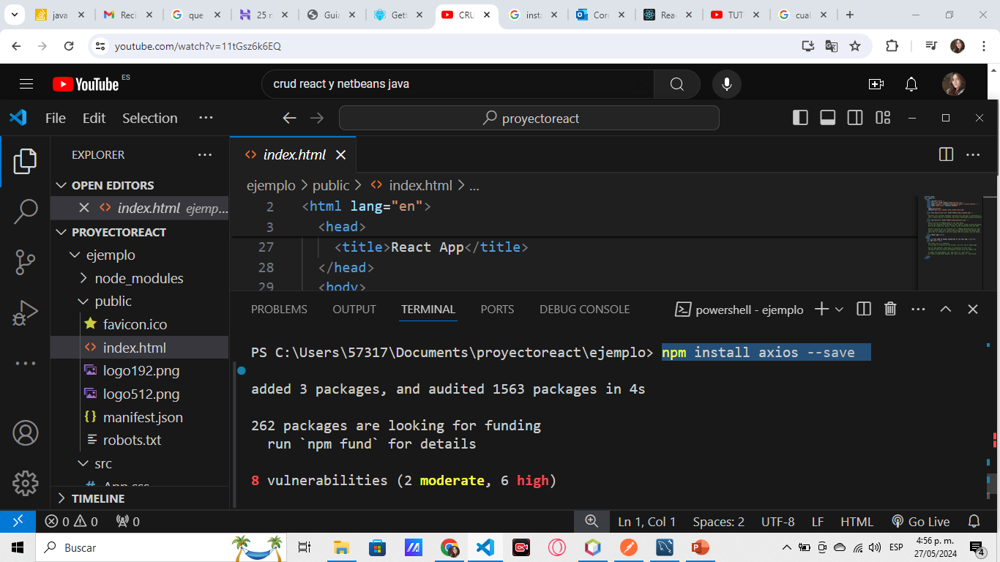 java
Reci
que
25 n
Guia
Gett
CRU
insta
Corr
Reac
TUT
cual
youtube.com/watch?v=11tGsz6k6EQ
YouTube ES
crud react y netbeans java
File Edit Selection ...
proyectoreact
EXPLORER ...
index.html
OPEN EDITORS
index.html ejemp...
PROYECTOREACT
ejemplo
node_modules
public
favicon.ico
index.html
logo192.png
logo512.png
manifest.json
robots.txt
src
App.css
TIMELINE
ejemplo > public > index.html > ...
2 <html lang="en">
3 <head>
27 <title>React App</title>
28 </head>
29 <body>
PROBLEMS OUTPUT TERMINAL PORTS DEBUG CONSOLE
powershell - ejemplo
PS C:\Users\57317\Documents\proyectoreact\ejemplo> npm install axios --save
added 3 packages, and audited 1563 packages in 4s
262 packages are looking for funding
run `npm fund` for details
8 vulnerabilities (2 moderate, 6 high)
0 0 0
Ln 1, Col 1 Spaces: 2 UTF-8 LF HTML Go Live
Buscar
ESP
4:56 p. m.
27/05/2024
4